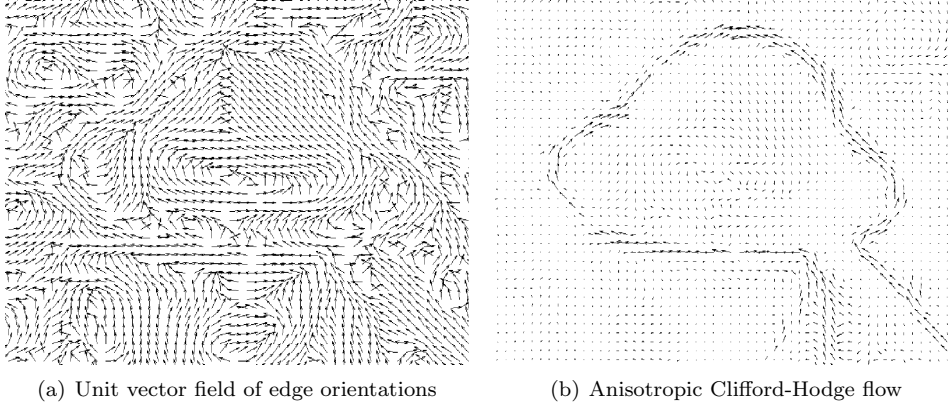 (a) Unit vector field of edge orientations
(b) Anisotropic Clifford-Hodge flow